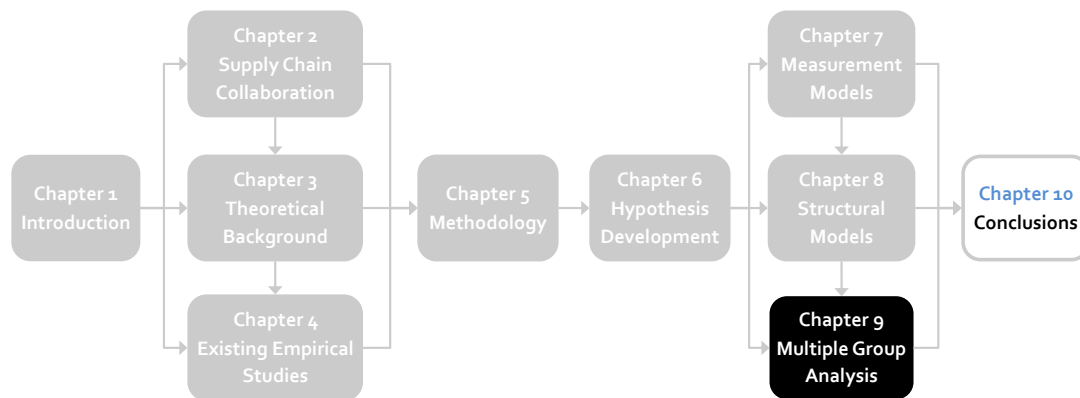 Chapter 1
Introduction
Chapter 2
Supply Chain
Collaboration
Chapter 3
Theoretical
Background
Chapter 4
Existing Empirical
Studies
Chapter 5
Methodology
Chapter 6
Hypothesis
Development
Chapter 7
Measurement
Models
Chapter 8
Structural
Models
Chapter 9
Multiple Group
Analysis
Chapter 10
Conclusions